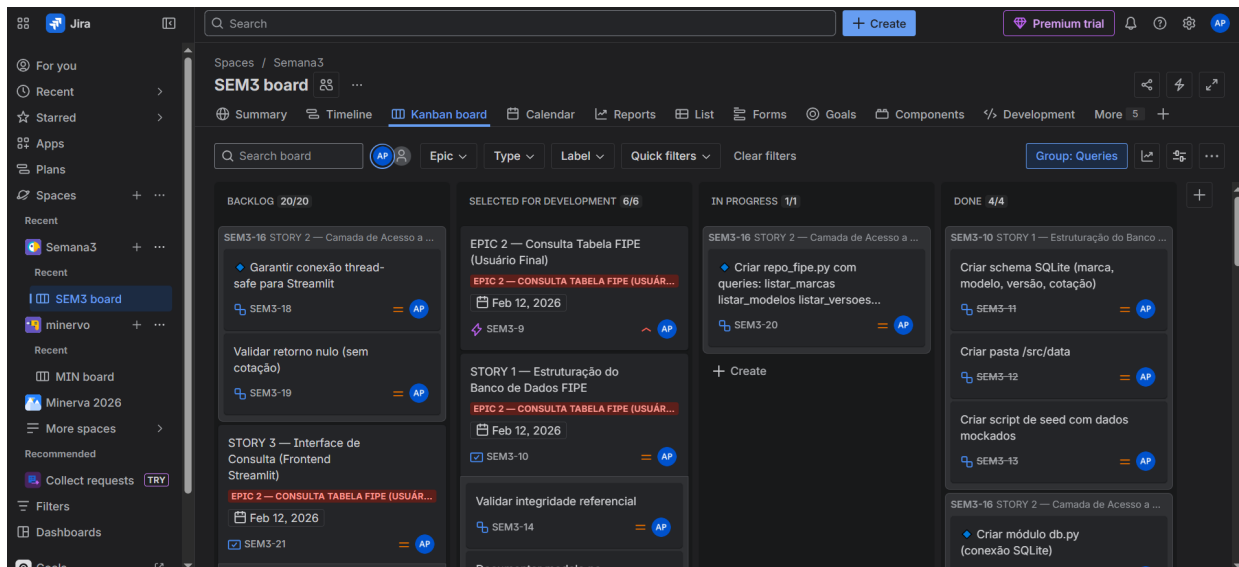 Jira
Search
+ Create
Premium trial
AP
For you
Recent
Starred
Apps
Plans
Spaces
Recent
Semana3
Recent
SEM3 board
minervo
Recent
MIN board
Minerva 2026
More spaces
Recommended
Collect requests TRY
Filters
Dashboards
Spaces / Semana3
SEM3 board
Summary
Timeline
Kanban board
Calendar
Reports
List
Forms
Goals
Components
Development
More 5
Search board
AP
Epic
Type
Label
Quick filters
Clear filters
Group: Queries
BACKLOG 20/20
SEM3-16 STORY 2 — Camada de Acesso a ...
Garantir conexão thread-
safe para Streamlit
SEM3-18
AP
Validar retorno nulo (sem
cotação)
SEM3-19
AP
STORY 3 — Interface de
Consulta (Frontend
Streamlit)
EPIC 2 — CONSULTA TABELA FIPE (USUÁR...
Feb 12, 2026
SEM3-21
AP
SELECTED FOR DEVELOPMENT 6/6
EPIC 2 — Consulta Tabela FIPE
(Usuário Final)
EPIC 2 — CONSULTA TABELA FIPE (USUÁR...
Feb 12, 2026
SEM3-9
AP
STORY 1 — Estruturação do
Banco de Dados FIPE
EPIC 2 — CONSULTA TABELA FIPE (USUÁR...
Feb 12, 2026
SEM3-10
AP
Validar integridade referencial
SEM3-14
AP
IN PROGRESS 1/1
SEM3-16 STORY 2 — Camada de Acesso a ...
Criar repo_fipe.py com
queries: listar_marcas
listar_modelos listar_versoes...
SEM3-20
AP
+ Create
DONE 4/4
SEM3-10 STORY 1 — Estruturação do Banco ...
Criar schema SQLite (marca,
modelo, versão, cotação)
SEM3-11
AP
Criar pasta /src/data
SEM3-12
AP
Criar script de seed com dados
mockados
SEM3-13
AP
SEM3-16 STORY 2 — Camada de Acesso a ...
Criar módulo db.py
(conexão SQLite)